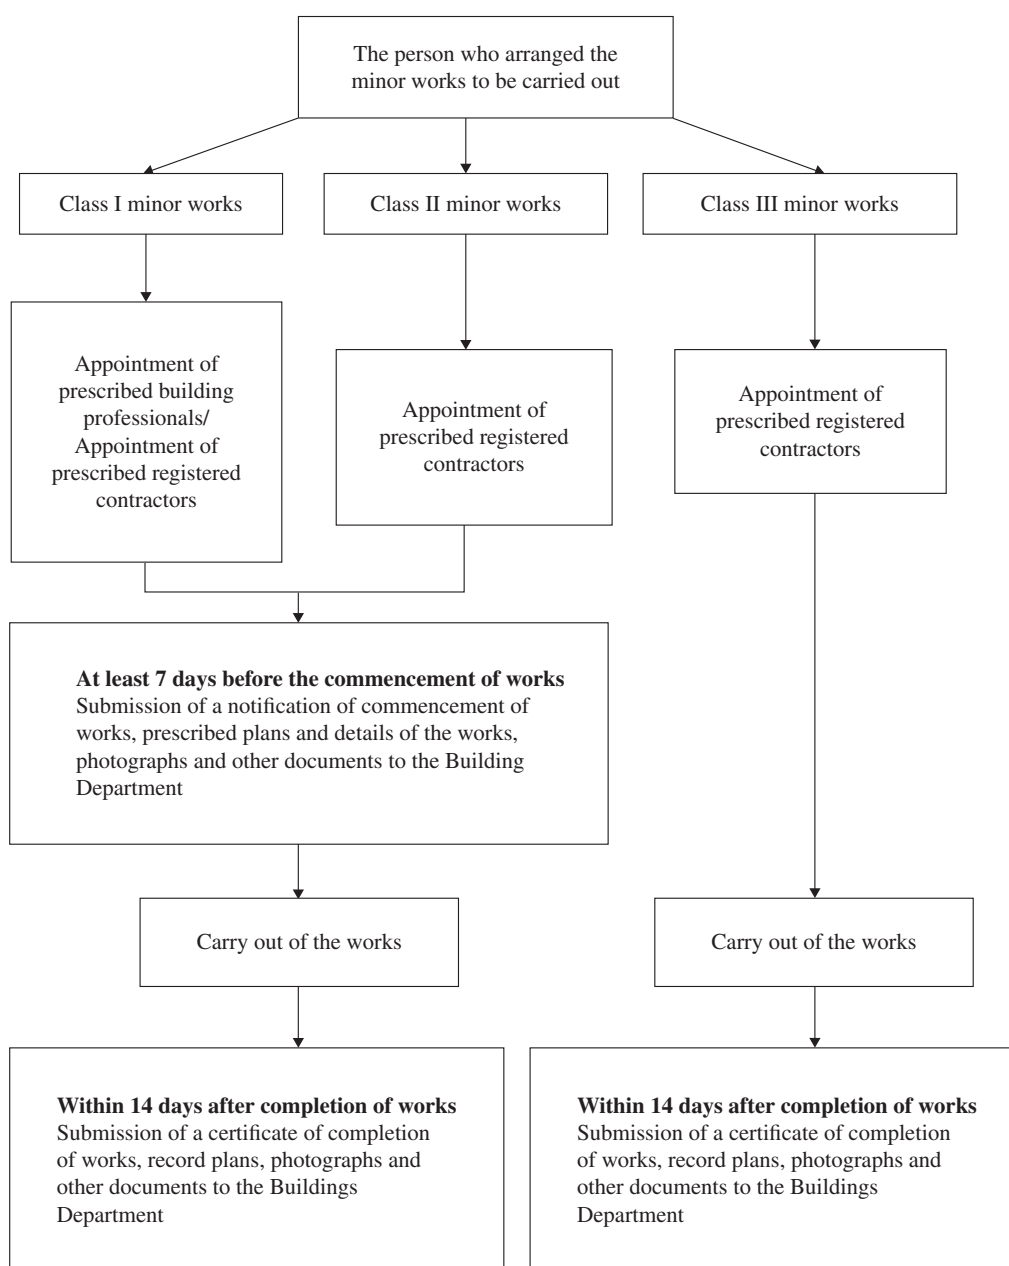 The person who arranged the
minor works to be carried out
Class I minor works
Class II minor works
Class III minor works
Appointment of
prescribed building
professionals/
Appointment of
prescribed registered
contractors
Appointment of
prescribed registered
contractors
Appointment of
prescribed registered
contractors
At least 7 days before the commencement of works
Submission of a notification of commencement of
works, prescribed plans and details of the works,
photographs and other documents to the Building
Department
Carry out of the works
Carry out of the works
Within 14 days after completion of works
Submission of a certificate of completion
of works, record plans, photographs and
other documents to the Buildings
Department
Within 14 days after completion of works
Submission of a certificate of completion
of works, record plans, photographs and
other documents to the Buildings
Department